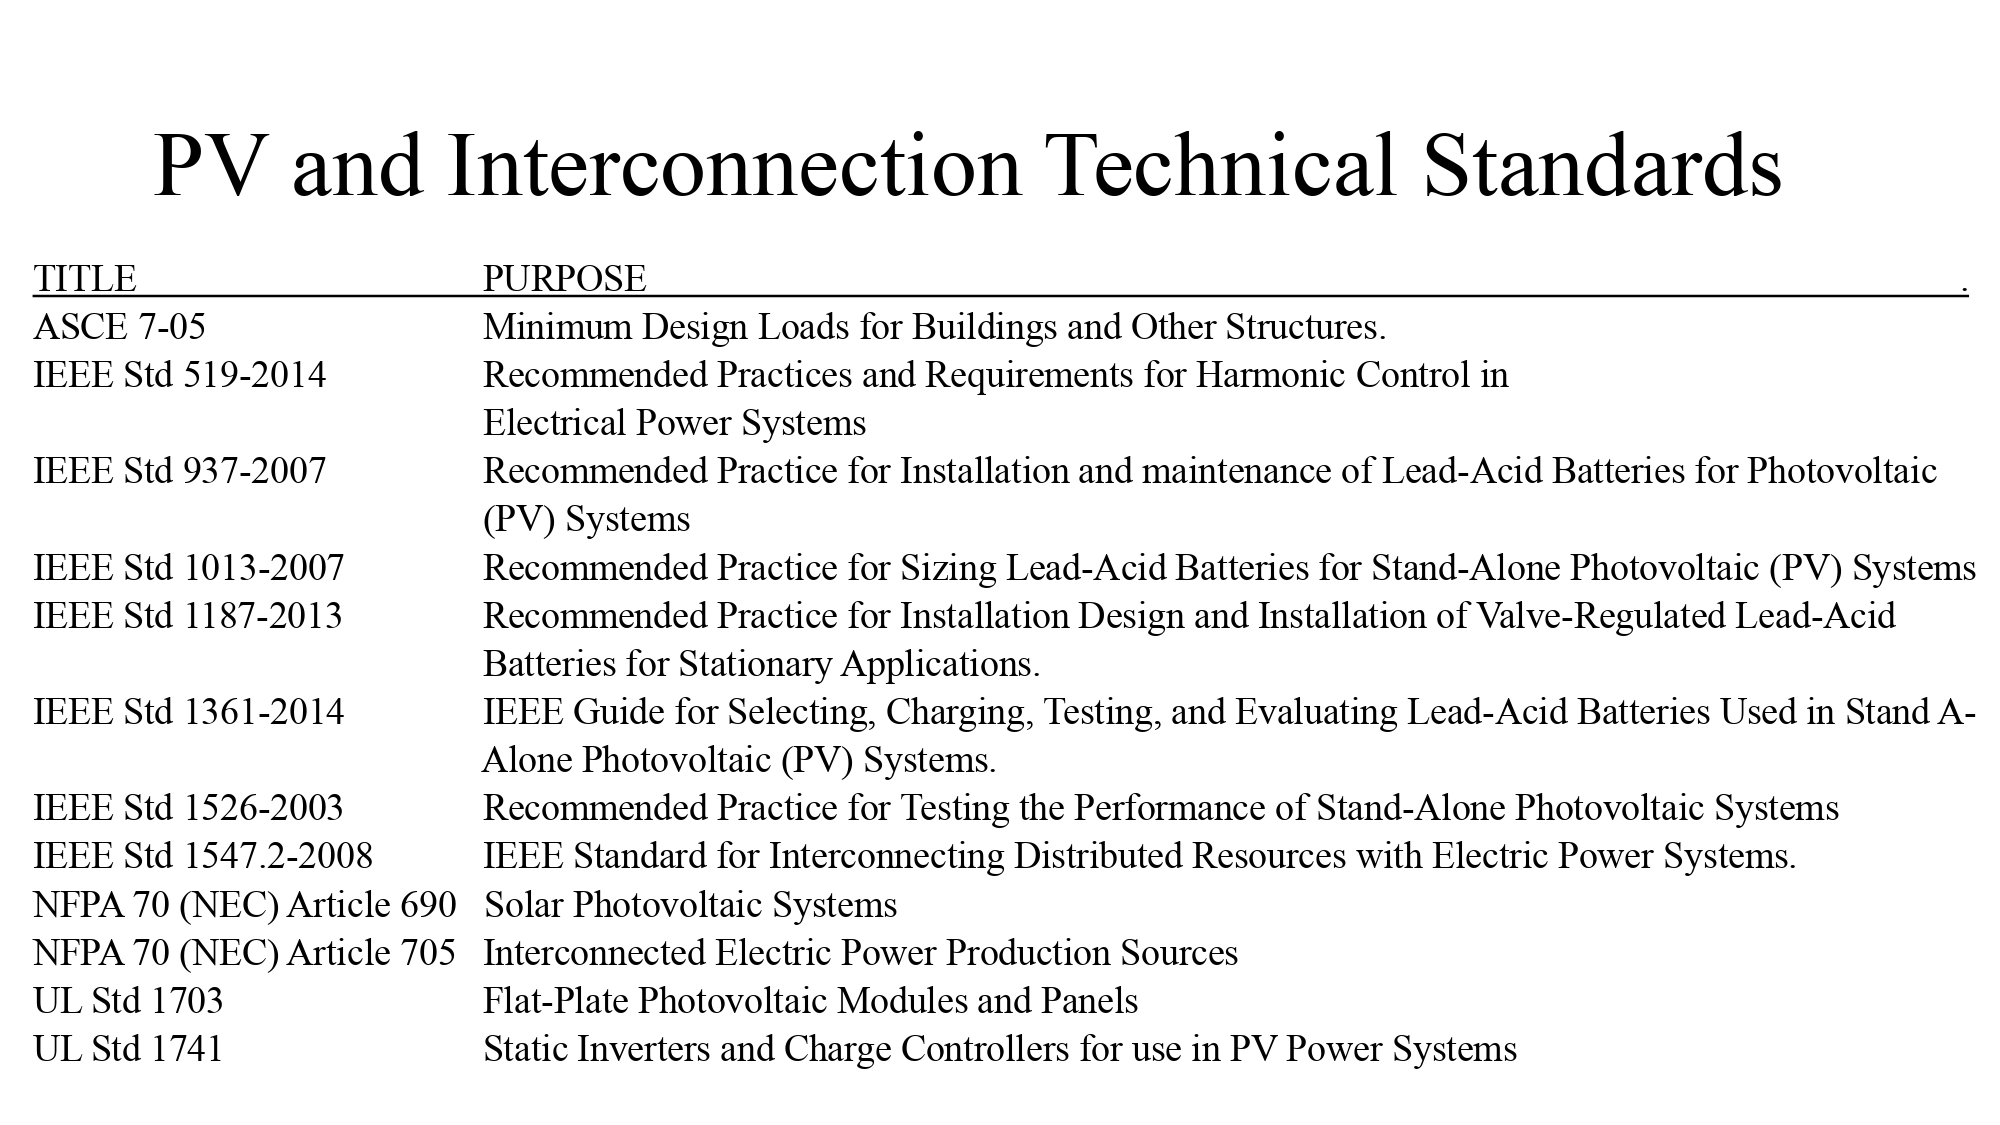 PV and Interconnection Technical Standards
TITLE PURPOSE .
ASCE 7-05 Minimum Design Loads for Buildings and Other Structures.
IEEE Std 519-2014 Recommended Practices and Requirements for Harmonic Control in
Electrical Power Systems
IEEE Std 937-2007 Recommended Practice for Installation and maintenance of Lead-Acid Batteries for Photovoltaic
(PV) Systems
IEEE Std 1013-2007 Recommended Practice for Sizing Lead-Acid Batteries for Stand-Alone Photovoltaic (PV) Systems
IEEE Std 1187-2013 Recommended Practice for Installation Design and Installation of Valve-Regulated Lead-Acid
Batteries for Stationary Applications.
IEEE Std 1361-2014 IEEE Guide for Selecting, Charging, Testing, and Evaluating Lead-Acid Batteries Used in Stand A-
Alone Photovoltaic (PV) Systems.
IEEE Std 1526-2003 Recommended Practice for Testing the Performance of Stand-Alone Photovoltaic Systems
IEEE Std 1547.2-2008 IEEE Standard for Interconnecting Distributed Resources with Electric Power Systems.
NFPA 70 (NEC) Article 690 Solar Photovoltaic Systems
NFPA 70 (NEC) Article 705 Interconnected Electric Power Production Sources
UL Std 1703 Flat-Plate Photovoltaic Modules and Panels
UL Std 1741 Static Inverters and Charge Controllers for use in PV Power Systems